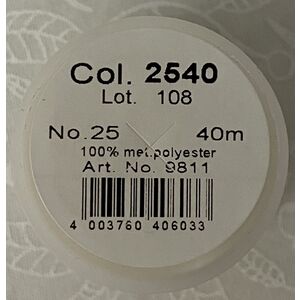 Col. 2540
Lot. 108
No.25 40m
100% met.polyester
Art. No. 9811
4 003760 406033